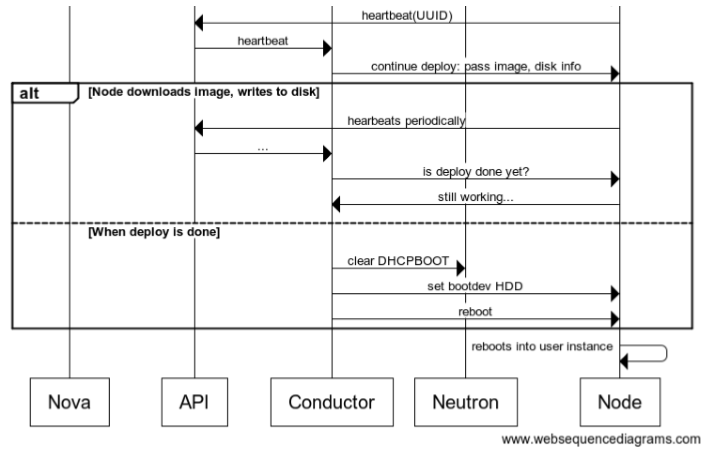 heartbeat(UUID)
heartbeat
continue deploy: pass image, disk info
alt
[Node downloads image, writes to disk]
hearbeats periodically
...
is deploy done yet?
still working...
[When deploy is done]
clear DHCPBOOT
set bootdev HDD
reboot
reboots into user instance
Nova
API
Conductor
Neutron
Node
www.websequencediagrams.com